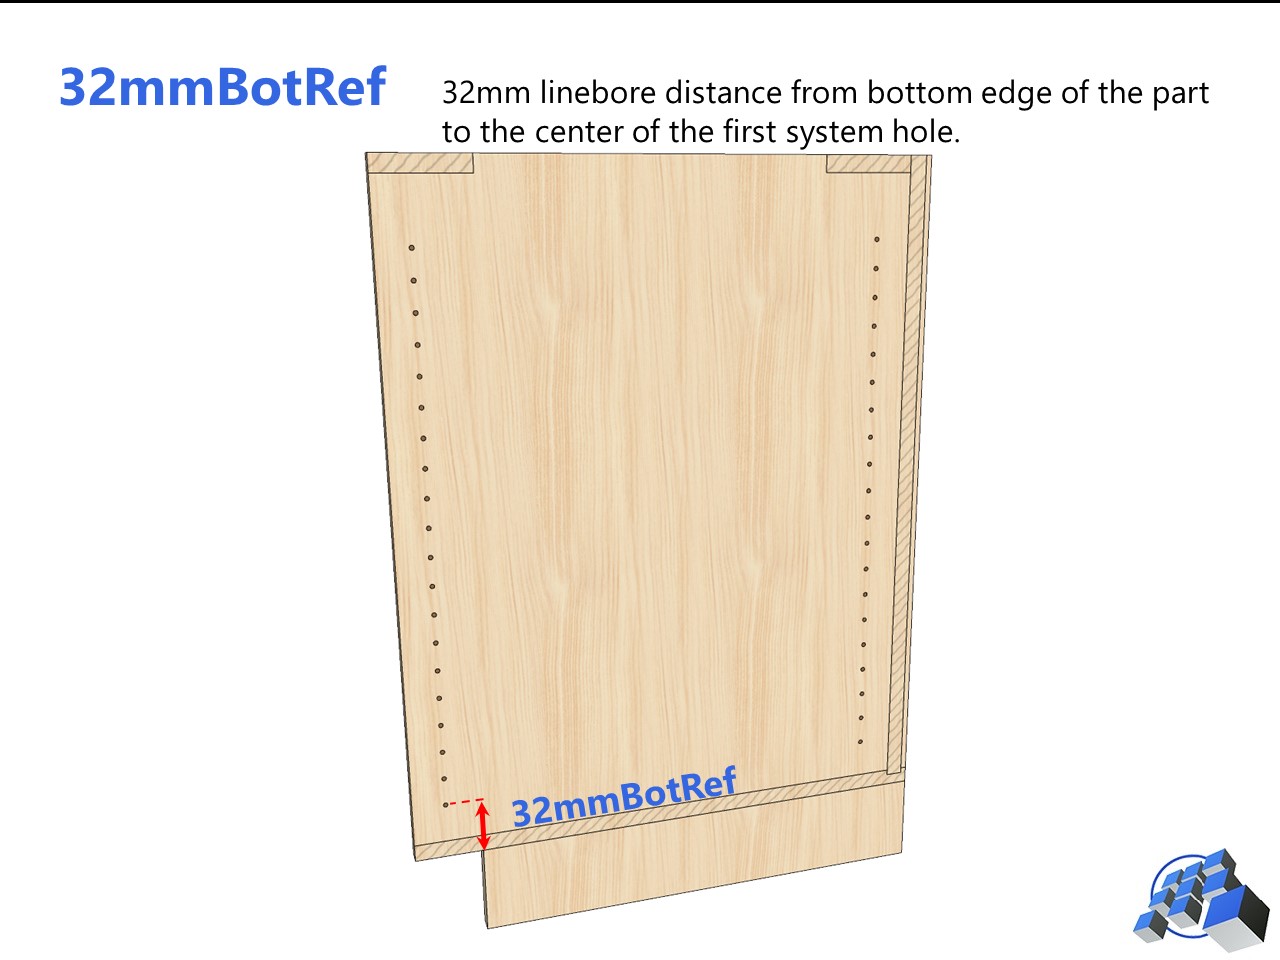 32mmBotRef
32mm linebore distance from bottom edge of the part
to the center of the first system hole.
32mmBotRef